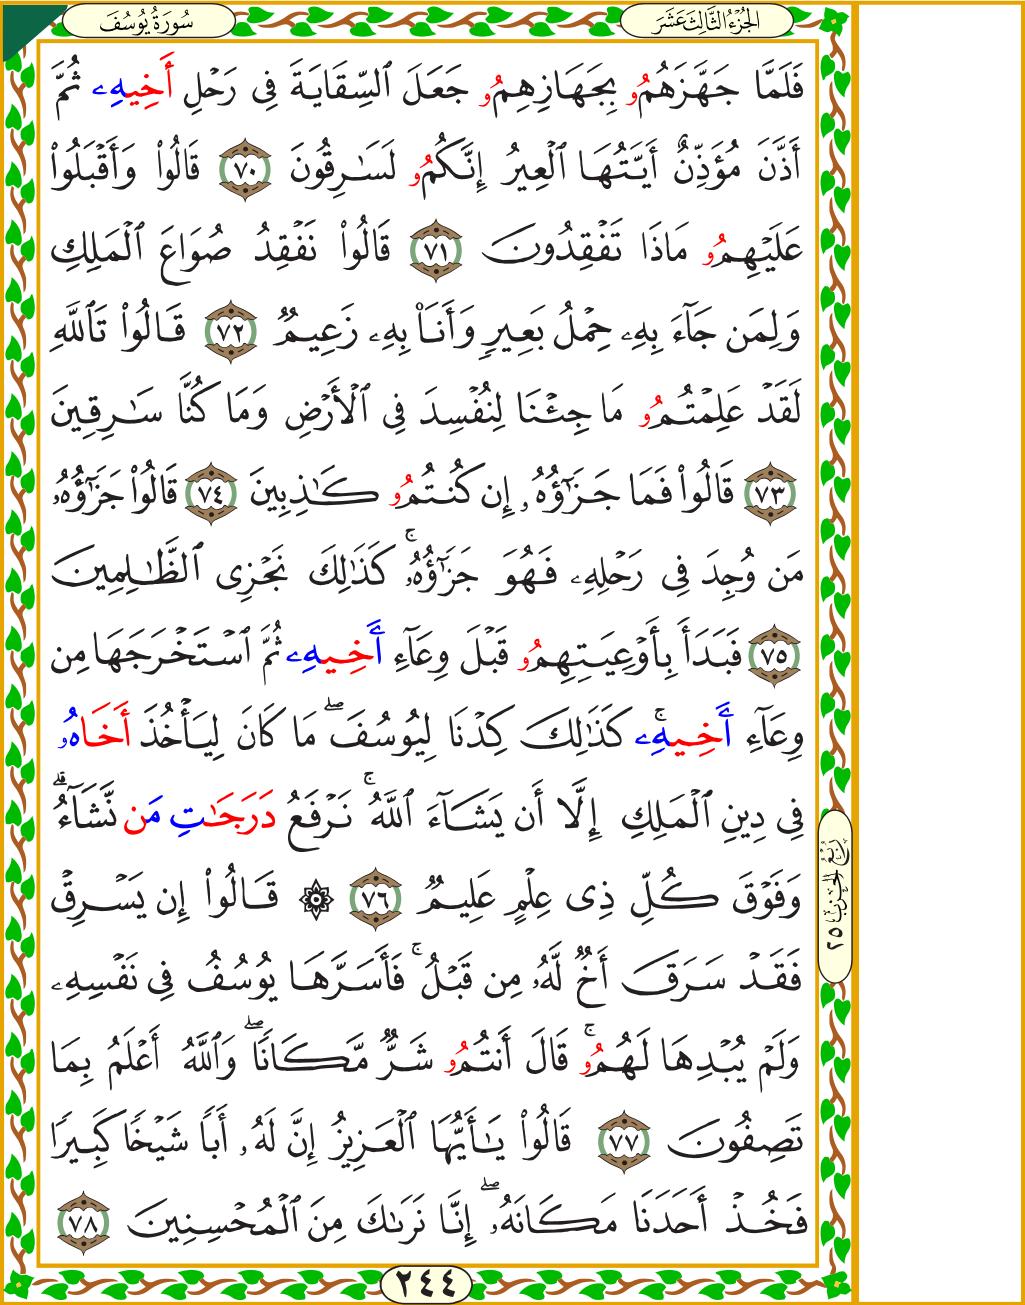 الجُزْءُ الثَّالِثَ عَشَرَ
سُورَةُ يُوسُفَ
فَلَمَّا جَهَّزَهُمُۥ بِجَهَازِهِمُۥ جَعَلَ ٱلسِّقَايَةَ فِى رَحْلِ أَخِيهِۦ ثُمَّ
أَذَّنَ مُؤَذِّنٌ أَيَّتُهَا ٱلْعِيرُ إِنَّكُمُۥ لَسَـٰرِقُونَ ٧٠ قَالُوا۟ وَأَقْبَلُوا۟
عَلَيْهِمُۥ مَاذَا تَفْقِدُونَ ٧١ قَالُوا۟ نَفْقِدُ صُوَاعَ ٱلْمَلِكِ
وَلِمَن جَآءَ بِهِۦ حِمْلُ بَعِيرٍ وَأَنَا۠ بِهِۦ زَعِيمٌ ٧٢ قَالُوا۟ تَٱللَّهِ
لَقَدْ عَلِمْتُمُۥ مَا جِئْنَا لِنُفْسِدَ فِى ٱلْأَرْضِ وَمَا كُنَّا سَـٰرِقِينَ
٧٣ قَالُوا۟ فَمَا جَزَٰٓؤُهُۥٓ إِن كُنتُمُۥ كَـٰذِبِينَ ٧٤ قَالُوا۟ جَزَٰٓؤُهُۥ
مَن وُجِدَ فِى رَحْلِهِۦ فَهُوَ جَزَٰٓؤُهُۥ ۚ كَذَٰلِكَ نَجْزِى ٱلظَّـٰلِمِينَ
٧٥ فَبَدَأَ بِأَوْعِيَتِهِمُۥ قَبْلَ وِعَآءِ أَخِيهِۦ ثُمَّ ٱسْتَخْرَجَهَا مِن
وِعَآءِ أَخِيهِۦ ۚ كَذَٰلِكَ كِدْنَا لِيُوسُفَ ۖ مَا كَانَ لِيَأْخُذَ أَخَاهُۥ
فِى دِينِ ٱلْمَلِكِ إِلَّآ أَن يَشَآءَ ٱللَّهُ ۚ نَرْفَعُ دَرَجَـٰتِ مَن نَّشَآءُ ۗ
وَفَوْقَ كُلِّ ذِى عِلْمٍ عَلِيمٌ ٧٦ ۞ قَالُوٓا۟ إِن يَسْرِقْ
فَقَدْ سَرَقَ أَخٌ لَّهُۥ مِن قَبْلُ ۚ فَأَسَرَّهَا يُوسُفُ فِى نَفْسِهِۦ
وَلَمْ يُبْدِهَا لَهُمُۥ ۚ قَالَ أَنتُمُۥ شَرٌّ مَّكَانًا ۖ وَٱللَّهُ أَعْلَمُ بِمَا
تَصِفُونَ ٧٧ قَالُوا۟ يَـٰٓأَيُّهَا ٱلْعَزِيزُ إِنَّ لَهُۥٓ أَبًا شَيْخًا كَبِيرًا
فَخُذْ أَحَدَنَا مَكَانَهُۥٓ ۖ إِنَّا نَرَىٰكَ مِنَ ٱلْمُحْسِنِينَ ٧٨
رُبْعُ الحِزْبِ ٢٥
٢٤٤